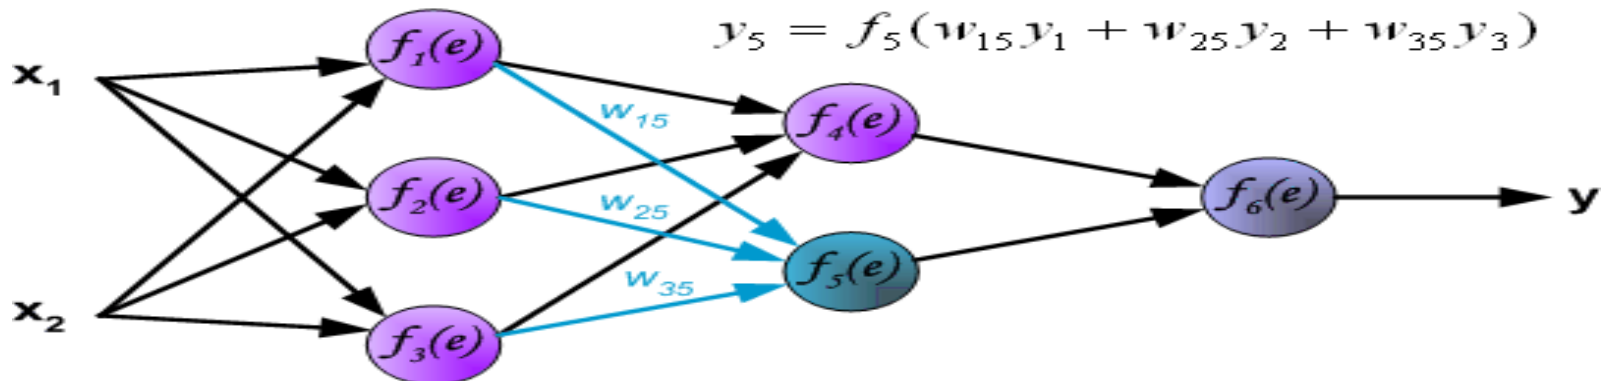 y₅ = f₅(w₁₅y₁ + w₂₅y₂ + w₃₅y₃)
f₁(e)
x₁
w₁₅
f₄(e)
f₂(e)
w₂₅
f₆(e)
y
f₅(e)
w₃₅
x₂
f₃(e)